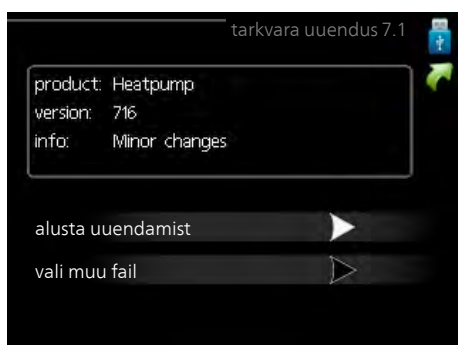 tarkvara uuendus 7.1
product: Heatpump
version: 716
info: Minor changes
alusta uuendamist
vali muu fail